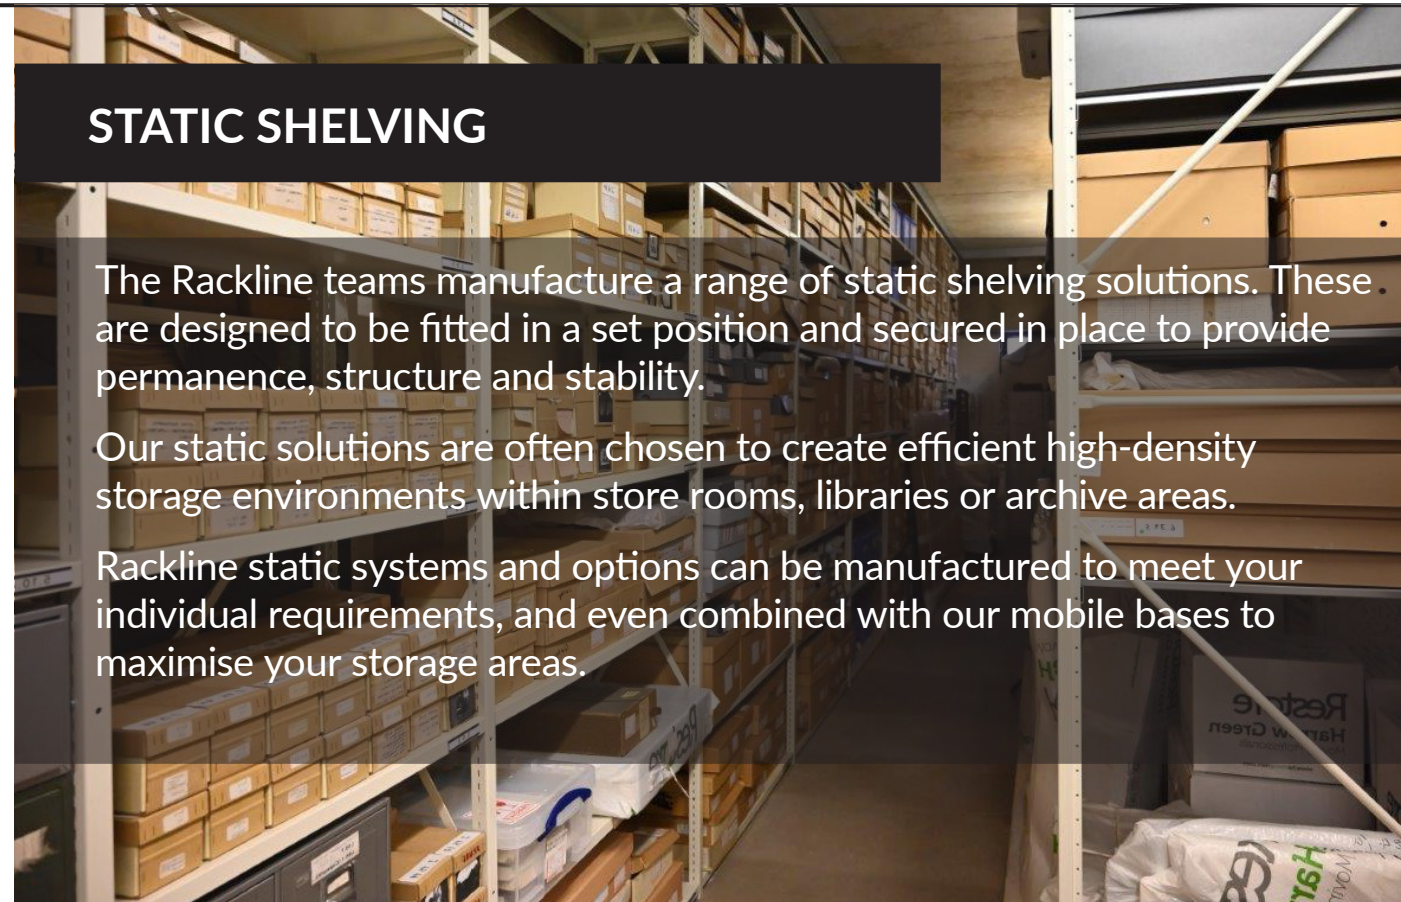 STATIC SHELVING
The Rackline teams manufacture a range of static shelving solutions. These
are designed to be fitted in a set position and secured in place to provide
permanence, structure and stability.
Our static solutions are often chosen to create efficient high-density
storage environments within store rooms, libraries or archive areas.
Rackline static systems and options can be manufactured to meet your
individual requirements, and even combined with our mobile bases to
maximise your storage areas.
Restore
Harrow Green